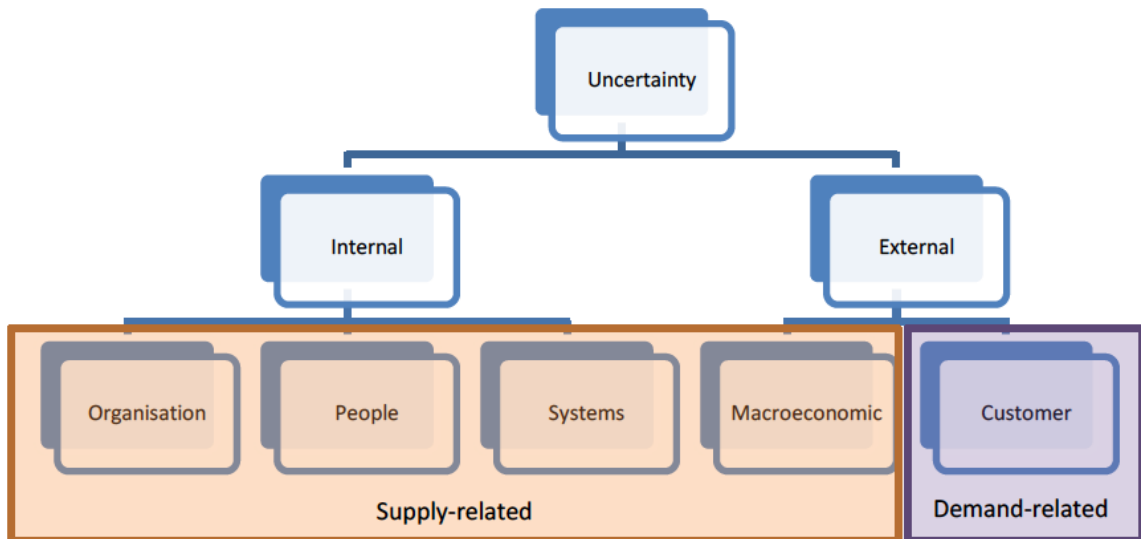 Uncertainty
Internal
External
Organisation
People
Systems
Macroeconomic
Customer
Supply-related
Demand-related